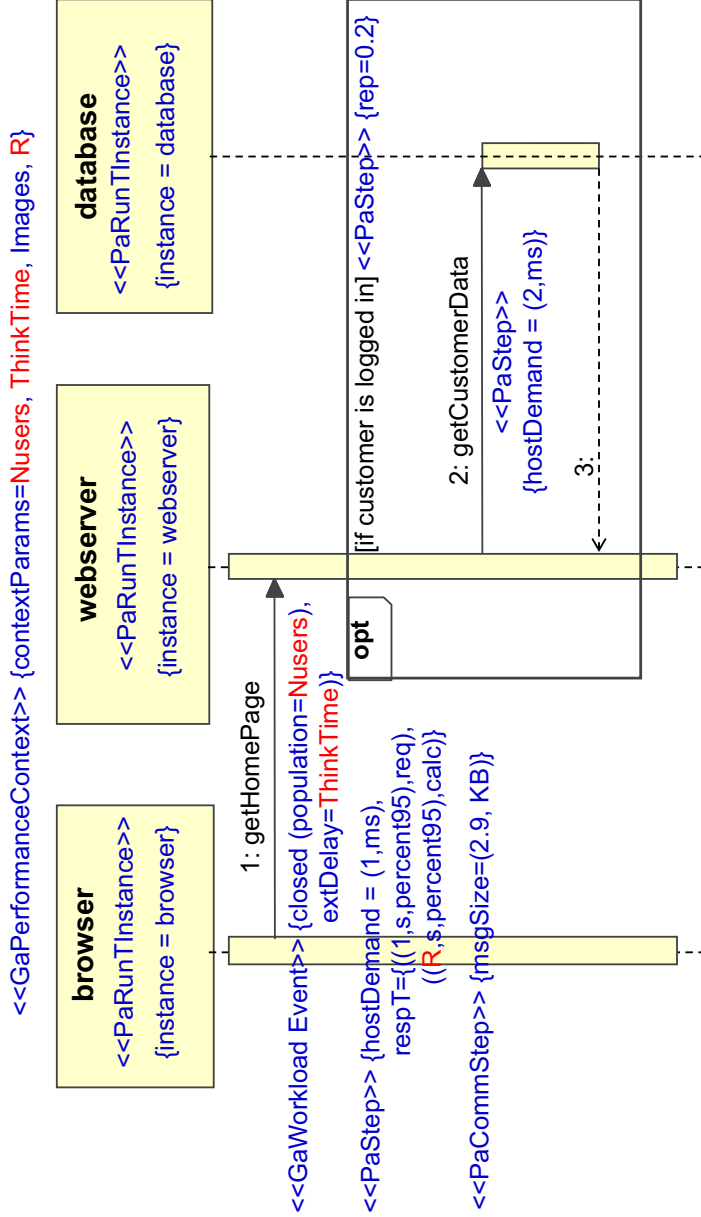 <<GaPerformanceContext>> {contextParams=Nusers, ThinkTime, Images, R}
browser
<<PaRunTInstance>>
{instance = browser}
webserver
<<PaRunTInstance>>
{instance = webserver}
database
<<PaRunTInstance>>
{instance = database}
1: getHomePage
<<GaWorkload Event>> {closed (population=Nusers),
extDelay=ThinkTime)}
<<PaStep>> {hostDemand = (1,ms),
respT={((1,s,percent95),req),
((R,s,percent95),calc)}
<<PaCommStep>> {msgSize=(2.9, KB)}
opt
[if customer is logged in] <<PaStep>> {rep=0.2}
2: getCustomerData
<<PaStep>>
{hostDemand = (2,ms)}
3: